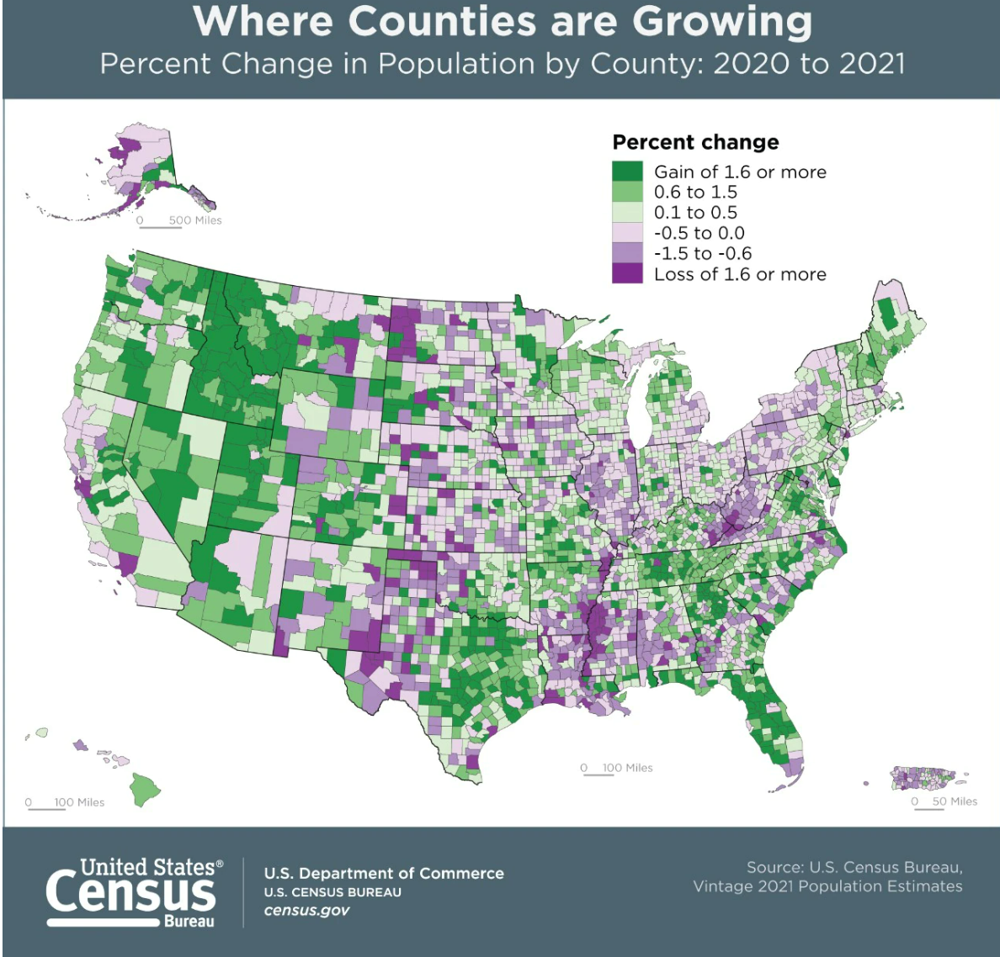 Where Counties are Growing
Percent Change in Population by County: 2020 to 2021
Percent change
Gain of 1.6 or more
0.6 to 1.5
0.1 to 0.5
-0.5 to 0.0
-1.5 to -0.6
Loss of 1.6 or more
0 500 Miles
0 100 Miles
0 100 Miles
0 50 Miles
United States®
Census
Bureau
U.S. Department of Commerce
U.S. CENSUS BUREAU
census.gov
Source: U.S. Census Bureau,
Vintage 2021 Population Estimates